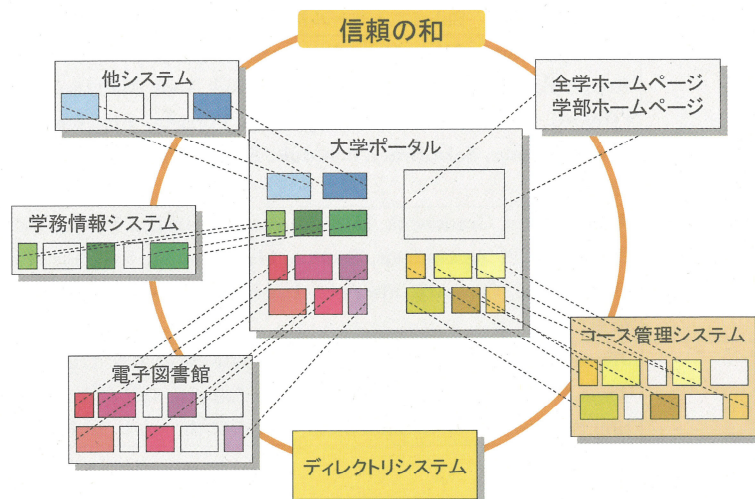 信頼の和
他システム
全学ホームページ
学部ホームページ
大学ポータル
学務情報システム
コース管理システム
電子図書館
ディレクトリシステム